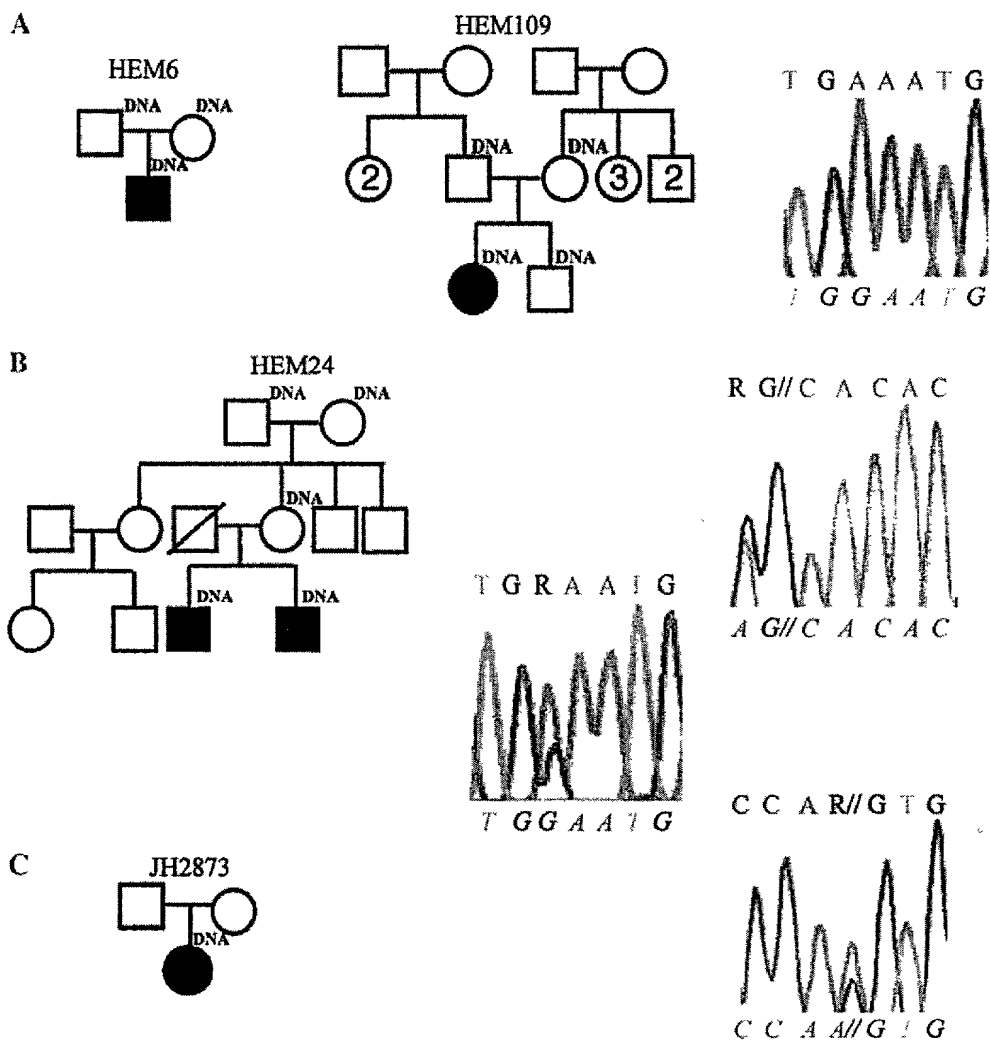 A
HEM6
DNA DNA
DNA
HEM109
DNA DNA
2 3 2
DNA DNA
T G A A A T G
T G G A A T G
B
HEM24
DNA DNA
DNA
DNA DNA
R G// C A C A C
A G// C A C A C
T G R A A T G
T G G A A T G
C
JH2873
DNA
C C A R// G T G
C C A A// G T G